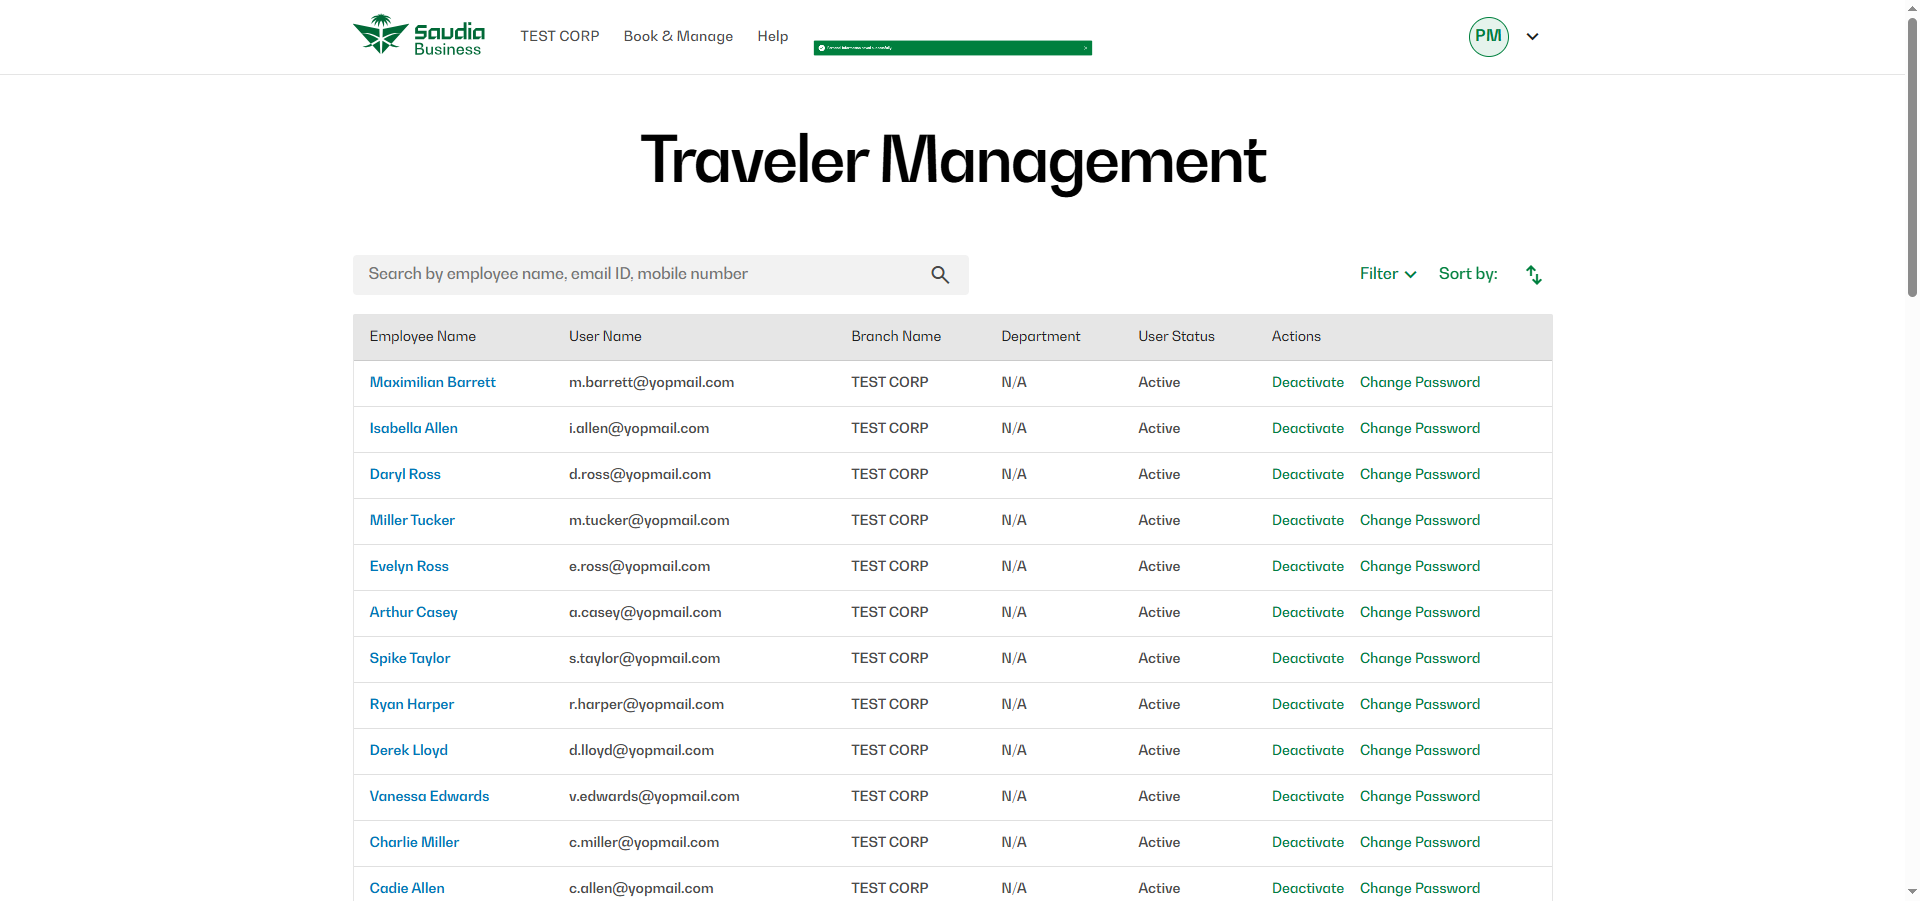 Saudia
Business
TEST CORP Book & Manage Help
Personal information saved successfully
PM
Traveler Management
Search by employee name, email ID, mobile number
Filter Sort by:
Employee Name User Name Branch Name Department User Status Actions
Maximilian Barrett m.barrett@yopmail.com TEST CORP N/A Active Deactivate Change Password
Isabella Allen i.allen@yopmail.com TEST CORP N/A Active Deactivate Change Password
Daryl Ross d.ross@yopmail.com TEST CORP N/A Active Deactivate Change Password
Miller Tucker m.tucker@yopmail.com TEST CORP N/A Active Deactivate Change Password
Evelyn Ross e.ross@yopmail.com TEST CORP N/A Active Deactivate Change Password
Arthur Casey a.casey@yopmail.com TEST CORP N/A Active Deactivate Change Password
Spike Taylor s.taylor@yopmail.com TEST CORP N/A Active Deactivate Change Password
Ryan Harper r.harper@yopmail.com TEST CORP N/A Active Deactivate Change Password
Derek Lloyd d.lloyd@yopmail.com TEST CORP N/A Active Deactivate Change Password
Vanessa Edwards v.edwards@yopmail.com TEST CORP N/A Active Deactivate Change Password
Charlie Miller c.miller@yopmail.com TEST CORP N/A Active Deactivate Change Password
Cadie Allen c.allen@yopmail.com TEST CORP N/A Active Deactivate Change Password